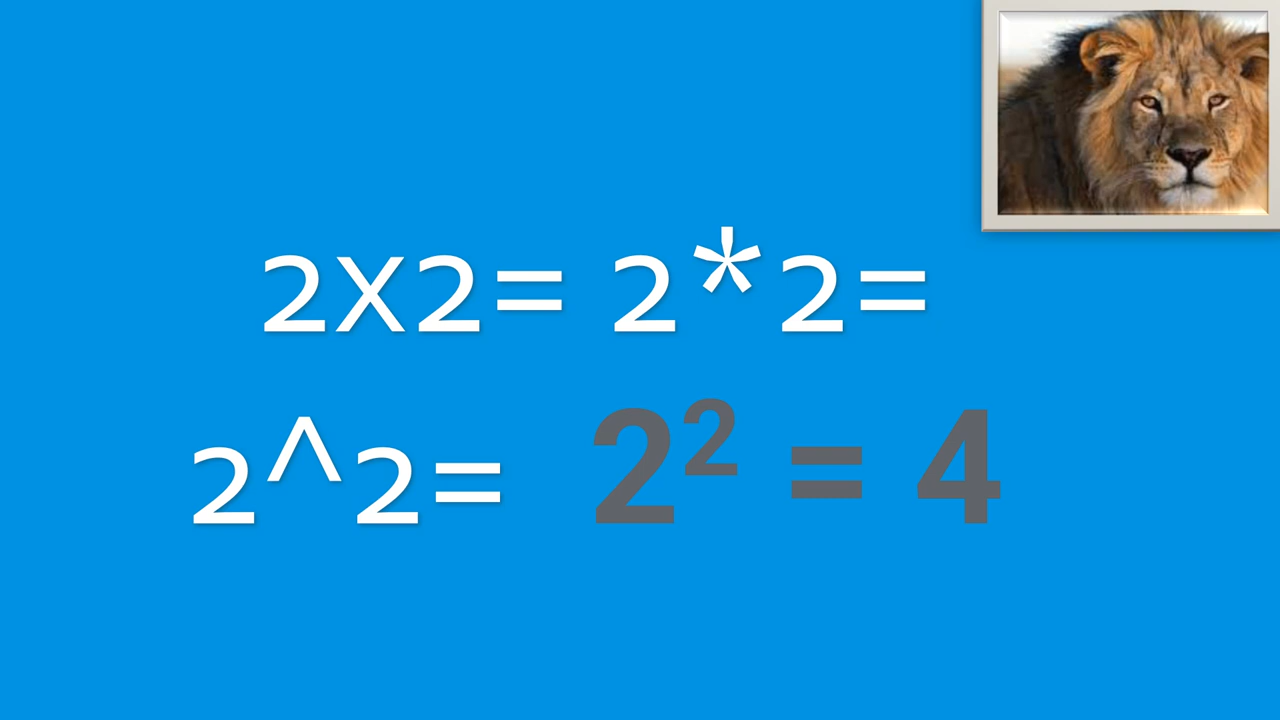 2x2= 2*2=
2^2= 2² = 4